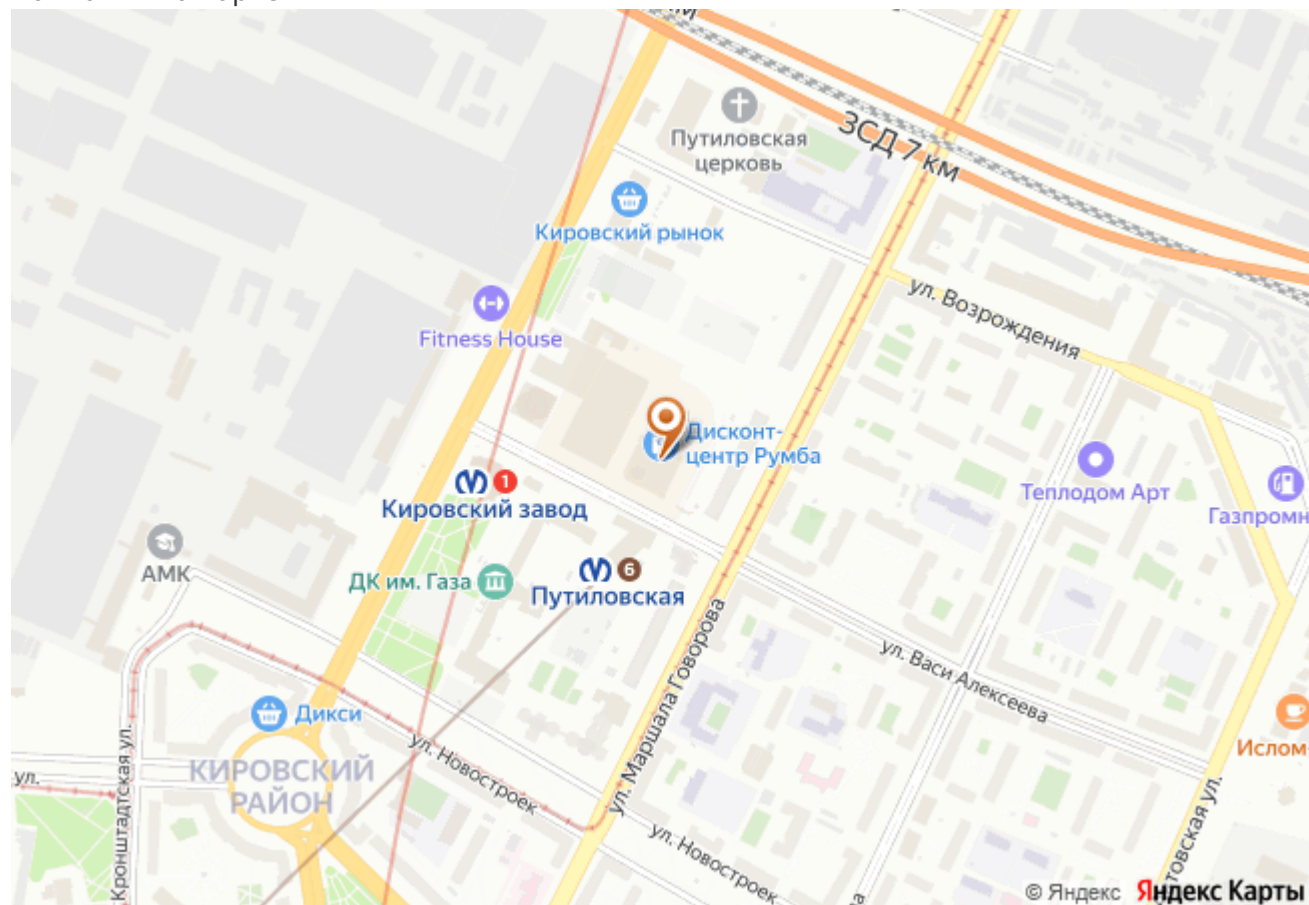 Путиловская
церковь
ЗСД 7 км
Кировский рынок
ул. Возрождения
Fitness House
Дисконт-
центр Румба
1
Кировский завод
Теплодом Арт
Газпромн
АМК
ДК им. Газа
6
Путиловская
ул. Маршала Говорова
ул. Васи Алексеева
Дикси
Ислом-
ул. Новостроек
КИРОВСКИЙ
РАЙОН
ул.
Кронштадтская ул.
ул. Новостроек
товская ул.
© Яндекс Яндекс Карты